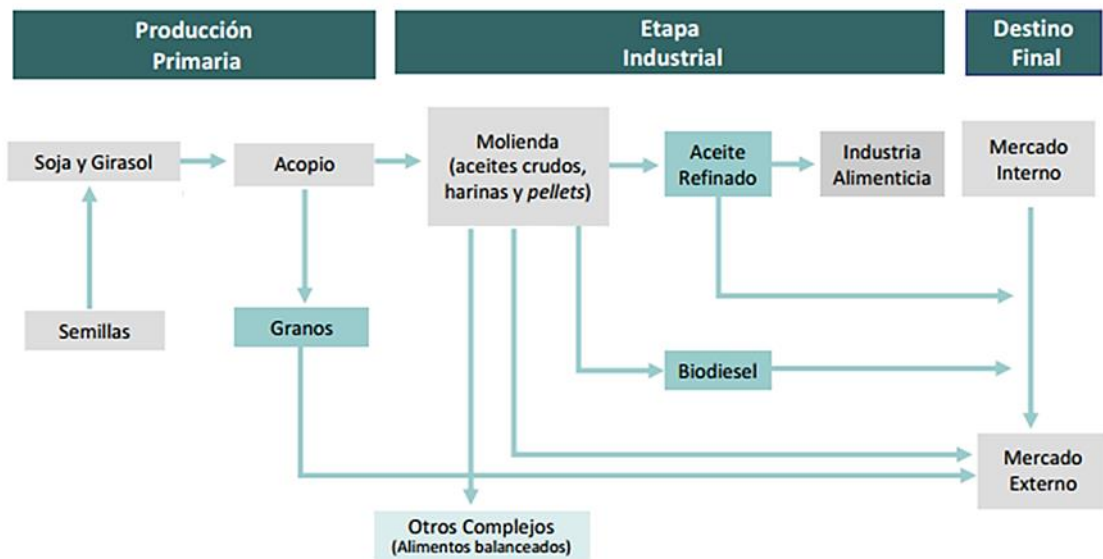 Producción
Primaria
Etapa
Industrial
Destino
Final
Soja y Girasol
Acopio
Molienda
(aceites crudos,
harinas y pellets)
Aceite
Refinado
Industria
Alimenticia
Mercado
Interno
Semillas
Granos
Biodiesel
Mercado
Externo
Otros Complejos
(Alimentos balanceados)